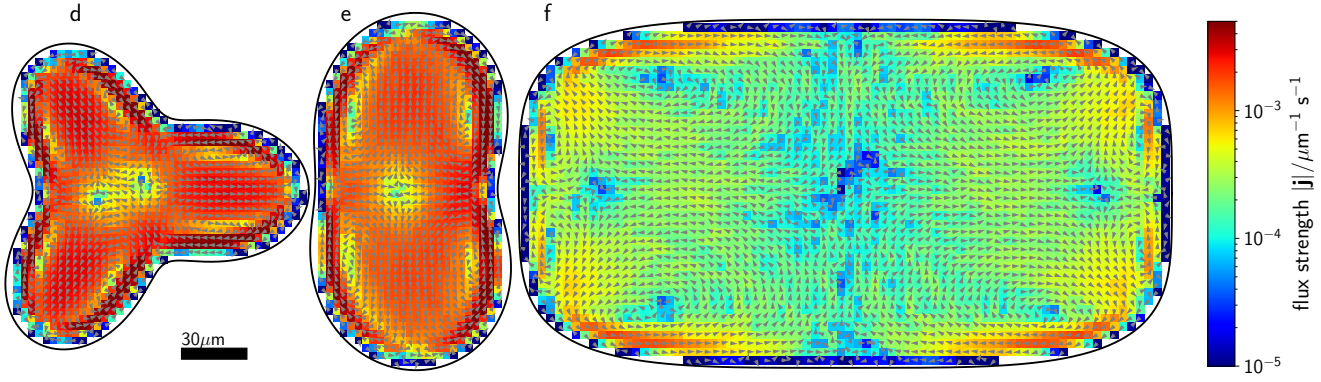 d e f
30μm
10⁻³
10⁻⁴
10⁻⁵
flux strength |j| / μm⁻¹ s⁻¹